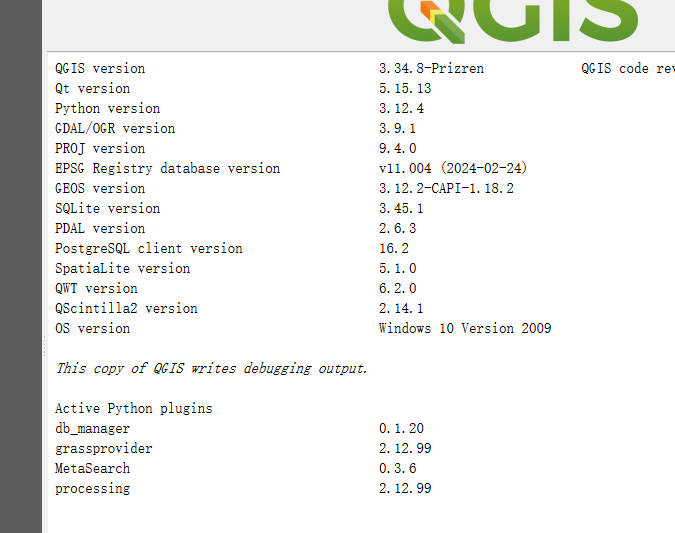 QGIS
QGIS version 3.34.8-Prizren QGIS code
Qt version 5.15.13
Python version 3.12.4
GDAL/OGR version 3.9.1
PROJ version 9.4.0
EPSG Registry database version v11.004 (2024-02-24)
GEOS version 3.12.2-CAPI-1.18.2
SQLite version 3.45.1
PDAL version 2.6.3
PostgreSQL client version 16.2
SpatiaLite version 5.1.0
QWT version 6.2.0
QScintilla2 version 2.14.1
OS version Windows 10 Version 2009
This copy of QGIS writes debugging output.
Active Python plugins
db_manager 0.1.20
grassprovider 2.12.99
MetaSearch 0.3.6
processing 2.12.99